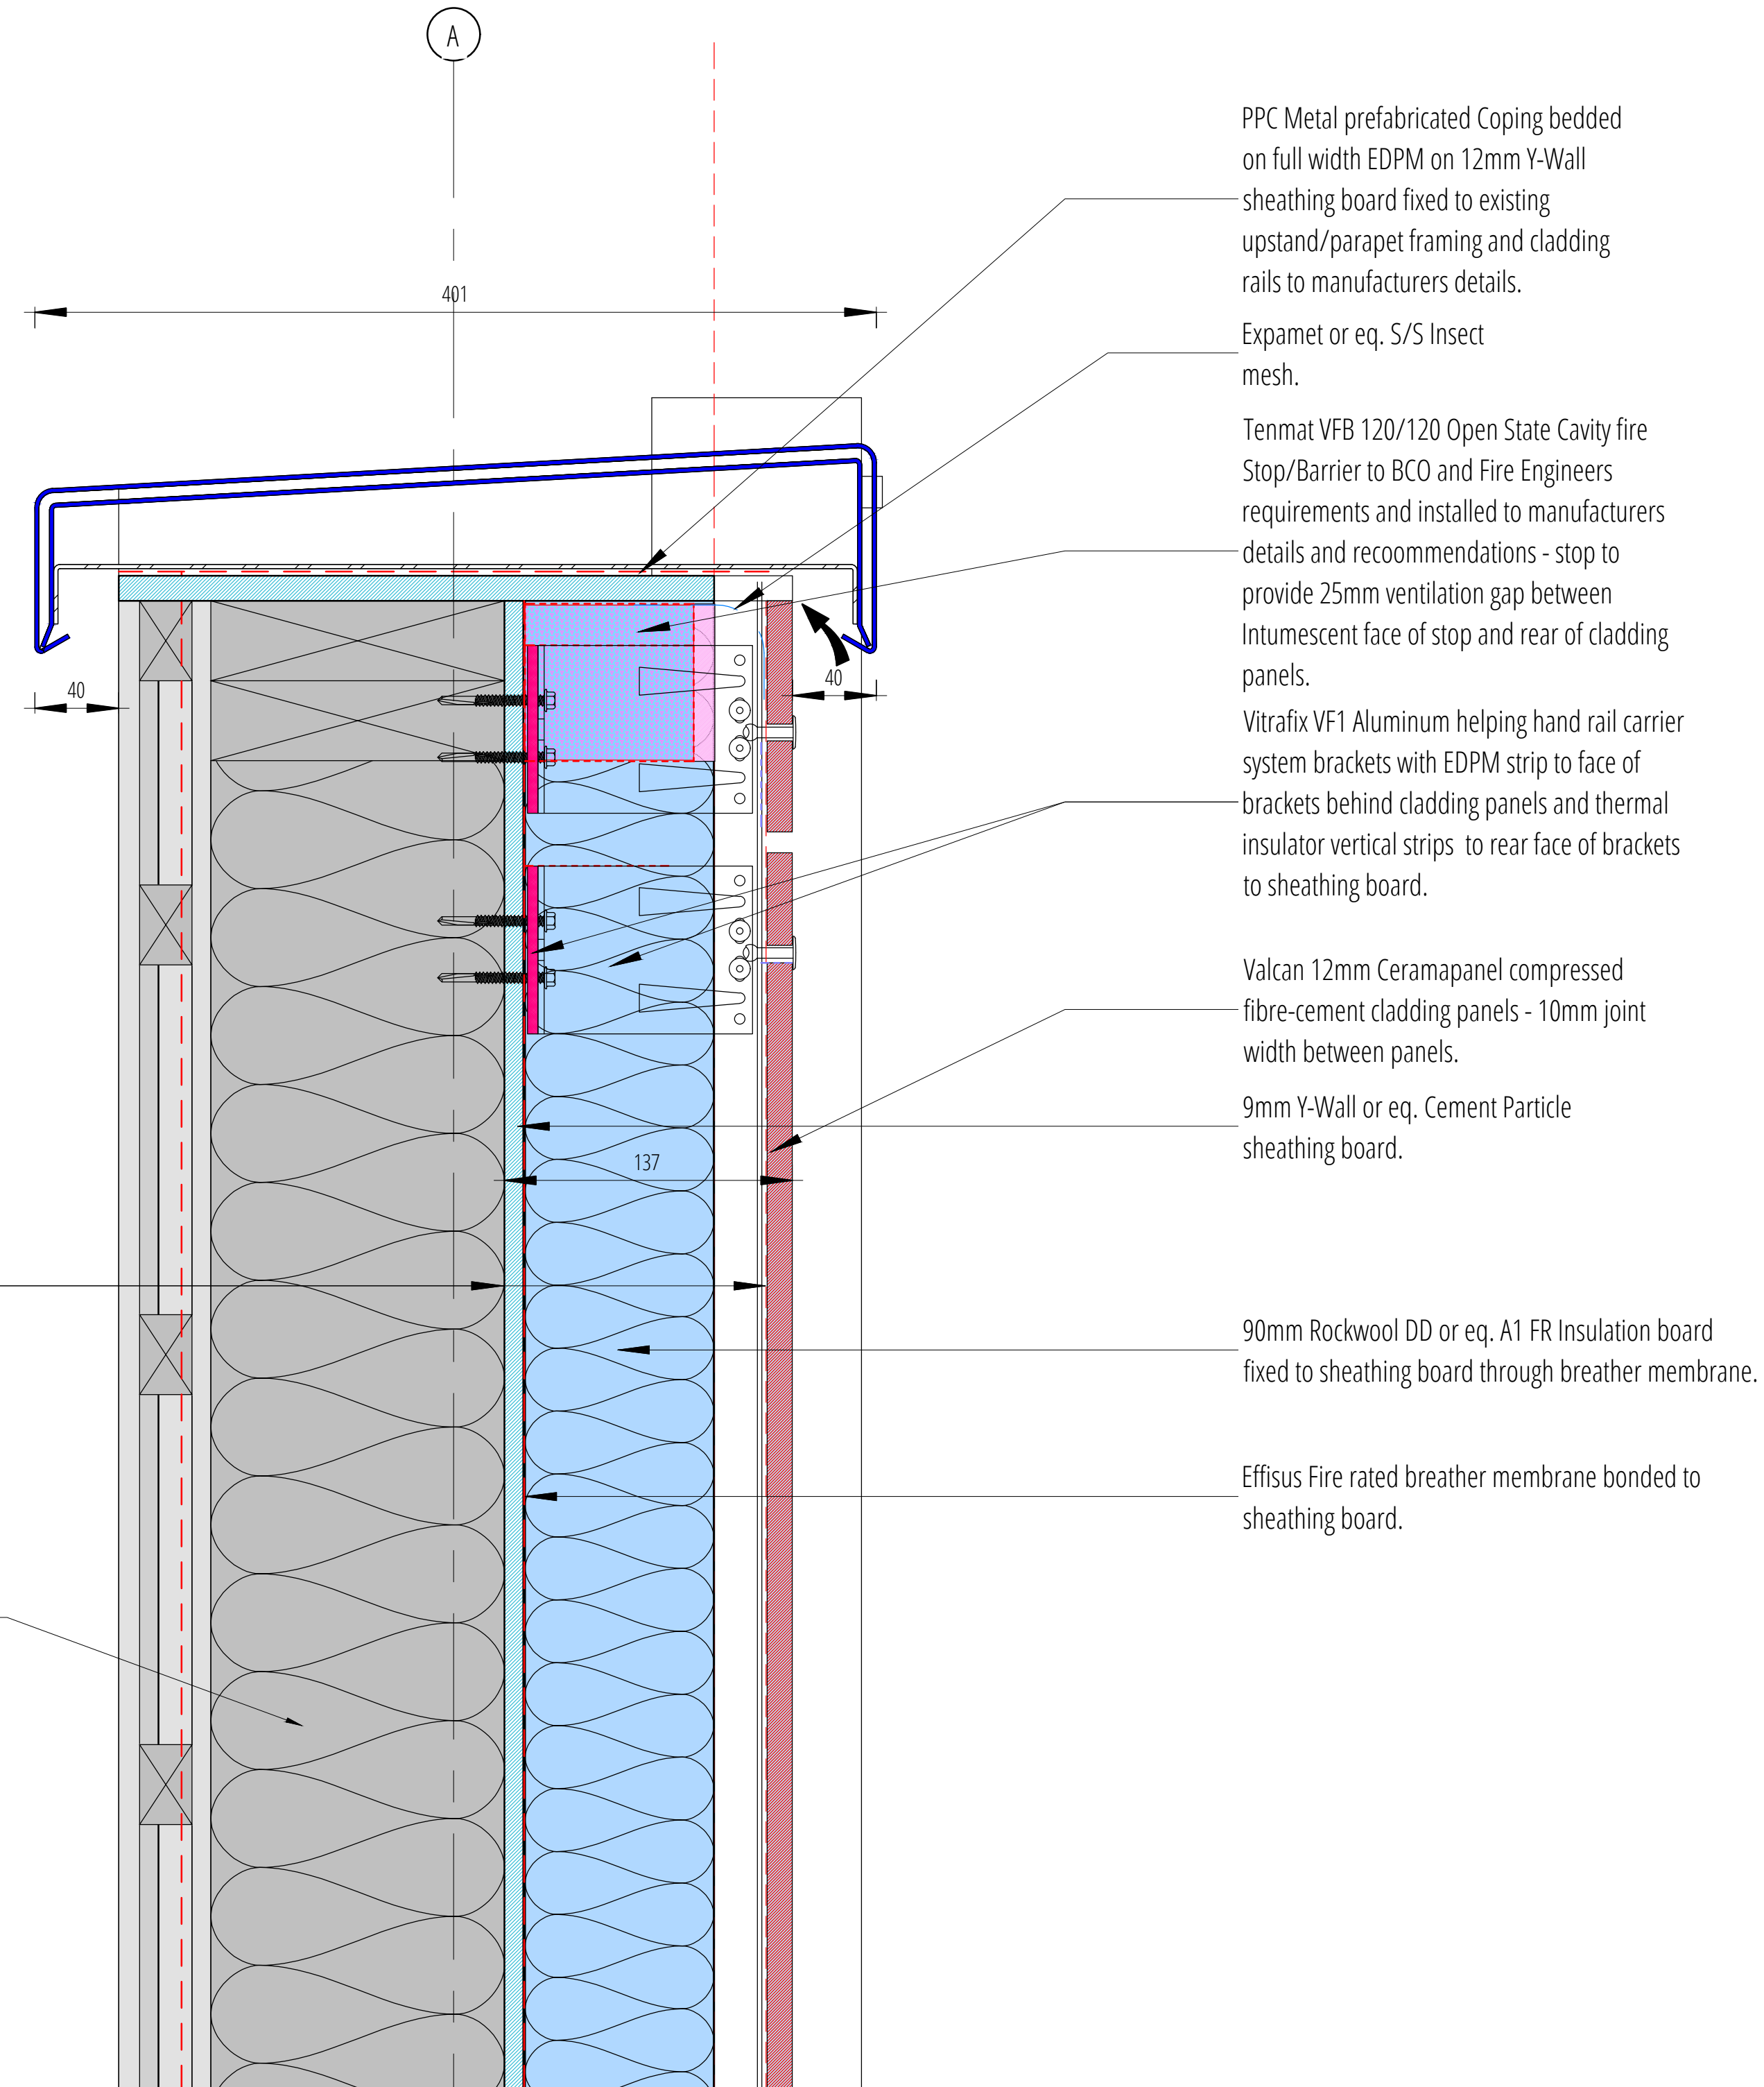 A
PPC Metal prefabricated Coping bedded
on full width EDPM on 12mm Y-Wall
sheathing board fixed to existing
upstand/parapet framing and cladding
rails to manufacturers details.
401
Expamet or eq. S/S Insect
mesh.
Tenmat VFB 120/120 Open State Cavity fire
Stop/Barrier to BCO and Fire Engineers
requirements and installed to manufacturers
details and recoommendations - stop to
provide 25mm ventilation gap between
Intumescent face of stop and rear of cladding
panels.
40
40
Vitrafix VF1 Aluminum helping hand rail carrier
system brackets with EDPM strip to face of
brackets behind cladding panels and thermal
insulator vertical strips to rear face of brackets
to sheathing board.
Valcan 12mm Ceramapanel compressed
fibre-cement cladding panels - 10mm joint
width between panels.
9mm Y-Wall or eq. Cement Particle
sheathing board.
137
90mm Rockwool DD or eq. A1 FR Insulation board
fixed to sheathing board through breather membrane.
Effisus Fire rated breather membrane bonded to
sheathing board.